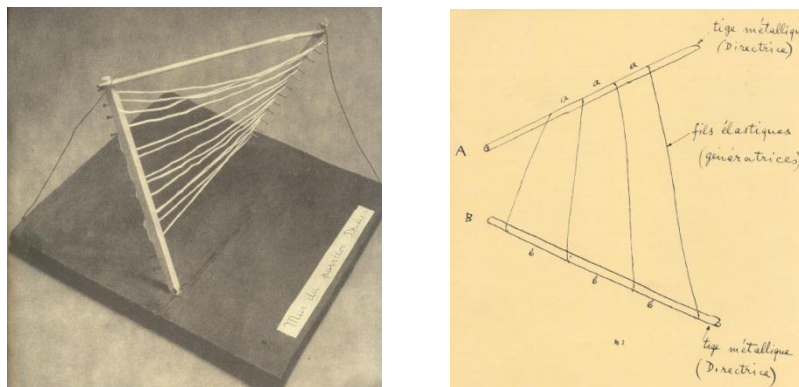 tige métallique
(Directrice)
a
a
a
fils élastiques
(génératrices)
A
B
b
b
b
tige métallique
(Directrice)